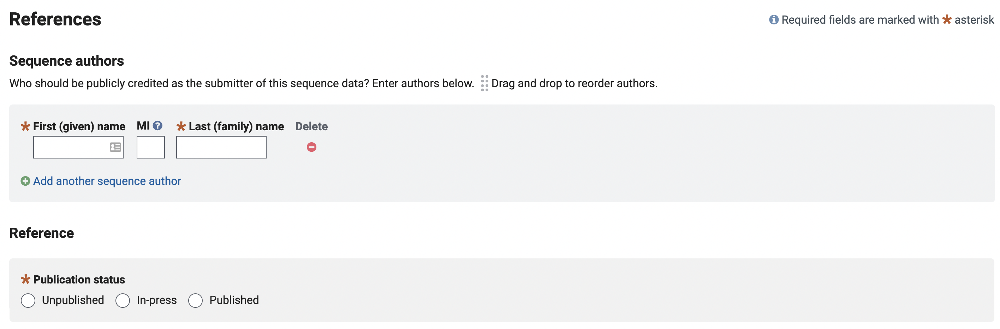 References
Required fields are marked with * asterisk
Sequence authors
Who should be publicly credited as the submitter of this sequence data? Enter authors below. Drag and drop to reorder authors.
* First (given) name MI * Last (family) name Delete
Add another sequence author
Reference
* Publication status
Unpublished In-press Published